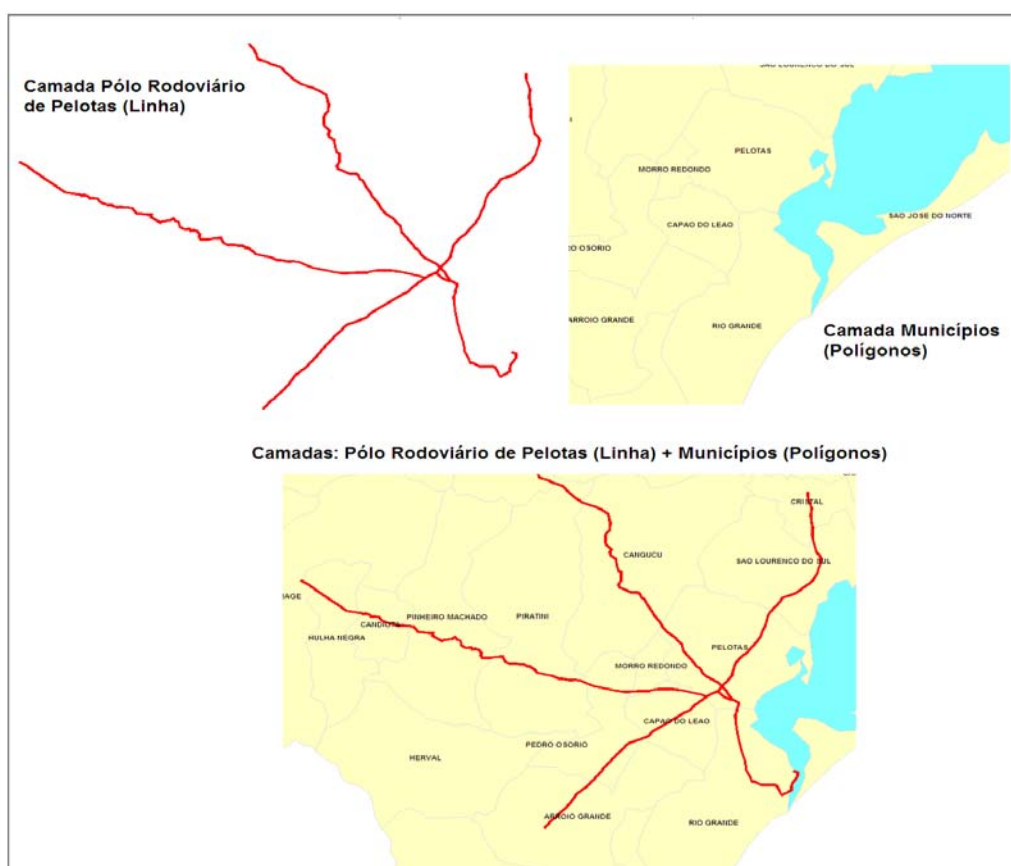 Camada Pólo Rodoviário
de Pelotas (Linha)
PELOTAS
MORRO REDONDO
SAO JOSE DO NORTE
CAPAO DO LEAO
ARROIO GRANDE
RIO GRANDE
Camada Municípios
(Polígonos)
Camadas: Pólo Rodoviário de Pelotas (Linha) + Municípios (Polígonos)
CRISTAL
CANGUCU
SAO LOURENCO DO SUL
PINHEIRO MACHADO
PIRATINI
CANDIOTA
HULHA NEGRA
PELOTAS
MORRO REDONDO
CAPAO DO LEAO
PEDRO OSORIO
HERVAL
ARROIO GRANDE
RIO GRANDE